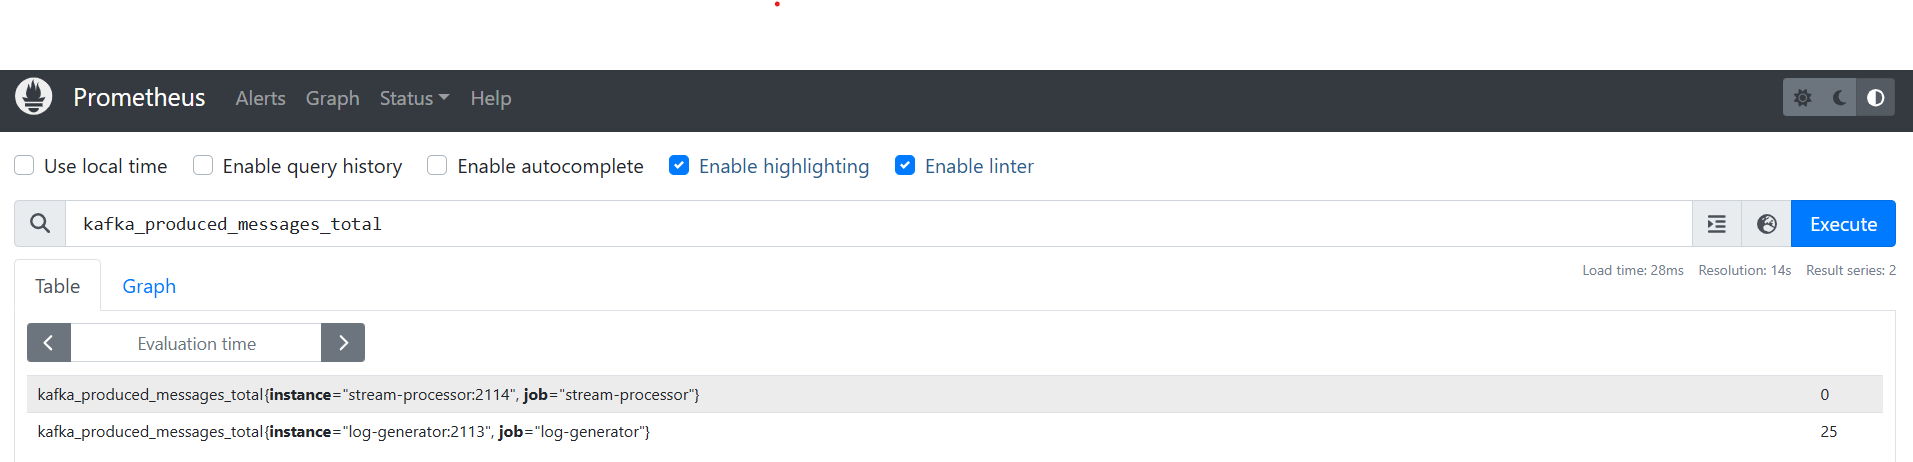 Prometheus Alerts Graph Status Help
Use local time Enable query history Enable autocomplete Enable highlighting Enable linter
kafka_produced_messages_total Execute
Table Graph Load time: 28ms Resolution: 14s Result series: 2
Evaluation time
kafka_produced_messages_total{instance="stream-processor:2114", job="stream-processor"} 0
kafka_produced_messages_total{instance="log-generator:2113", job="log-generator"} 25